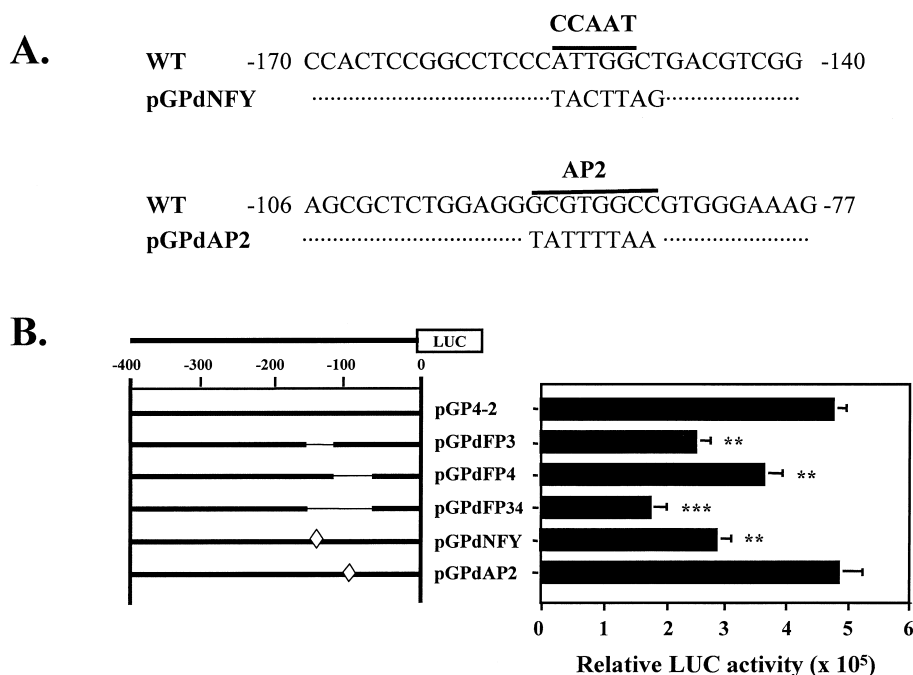 A.
CCAAT
WT -170 CCACTCCGGCCTCCCATTGGCTGACGTCGG -140
pGPdNFY ................................TACTTAG..................
AP2
WT -106 AGCGCTCTGGAGGGCGTGGCCGTGGGAAAG -77
pGPdAP2 ..............................TATTTTAA ...................
B.
LUC
-400 -300 -200 -100 0
pGP4-2
pGPdFP3 **
pGPdFP4 **
pGPdFP34 ***
pGPdNFY **
pGPdAP2
0 1 2 3 4 5 6
Relative LUC activity (x 10⁵)